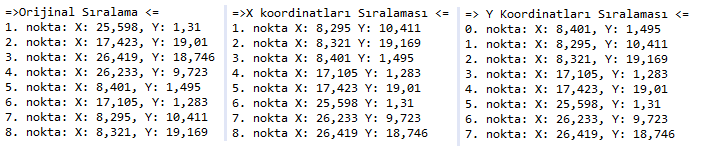 =>Orijinal Sıralama <=
1. nokta: X: 25,598, Y: 1,31
2. nokta: X: 17,423, Y: 19,01
3. nokta: X: 26,419, Y: 18,746
4. nokta: X: 26,233, Y: 9,723
5. nokta: X: 8,401, Y: 1,495
6. nokta: X: 17,105, Y: 1,283
7. nokta: X: 8,295, Y: 10,411
8. nokta: X: 8,321, Y: 19,169
=>X koordinatları Sıralaması <=
1. nokta X: 8,295 Y: 10,411
2. nokta X: 8,321 Y: 19,169
3. nokta X: 8,401 Y: 1,495
4. nokta X: 17,105 Y: 1,283
5. nokta X: 17,423 Y: 19,01
6. nokta X: 25,598 Y: 1,31
7. nokta X: 26,233 Y: 9,723
8. nokta X: 26,419 Y: 18,746
=> Y Koordinatları Sıralaması <=
0. nokta: X: 8,401, Y: 1,495
1. nokta: X: 8,295, Y: 10,411
2. nokta: X: 8,321, Y: 19,169
3. nokta: X: 17,105, Y: 1,283
4. nokta: X: 17,423, Y: 19,01
5. nokta: X: 25,598, Y: 1,31
6. nokta: X: 26,233, Y: 9,723
7. nokta: X: 26,419, Y: 18,746